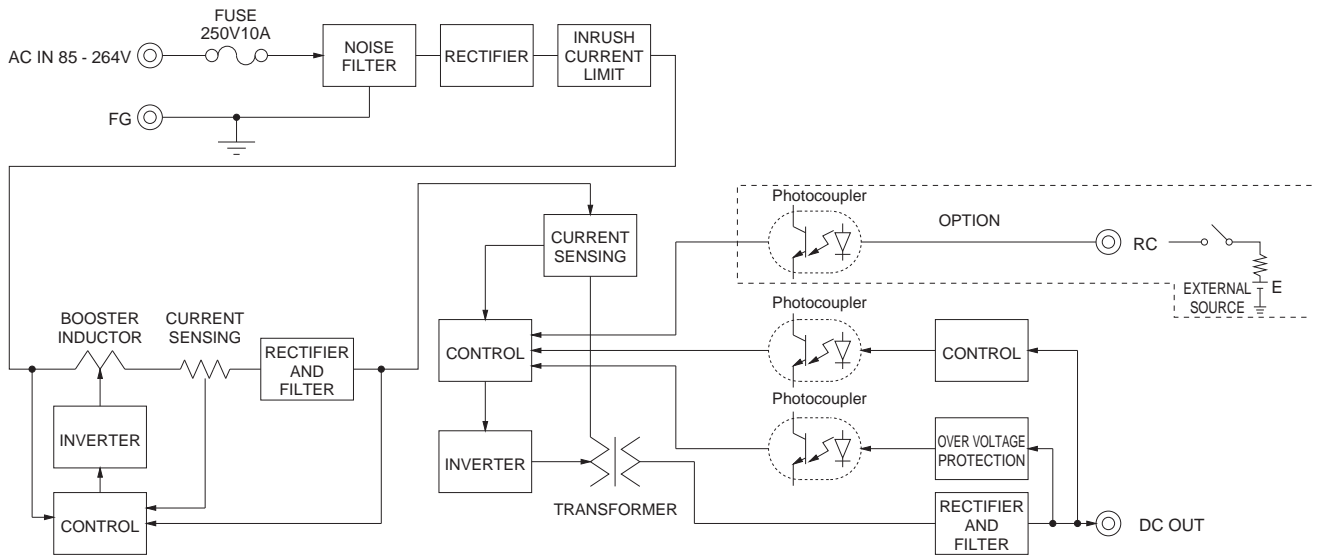 FUSE
250V10A
AC IN 85 - 264V
NOISE
FILTER
RECTIFIER
INRUSH
CURRENT
LIMIT
FG
Photocoupler
OPTION
RC
EXTERNAL
SOURCE
E
CURRENT
SENSING
BOOSTER
INDUCTOR
CURRENT
SENSING
RECTIFIER
AND
FILTER
CONTROL
Photocoupler
CONTROL
Photocoupler
INVERTER
INVERTER
OVER VOLTAGE
PROTECTION
TRANSFORMER
CONTROL
RECTIFIER
AND
FILTER
DC OUT